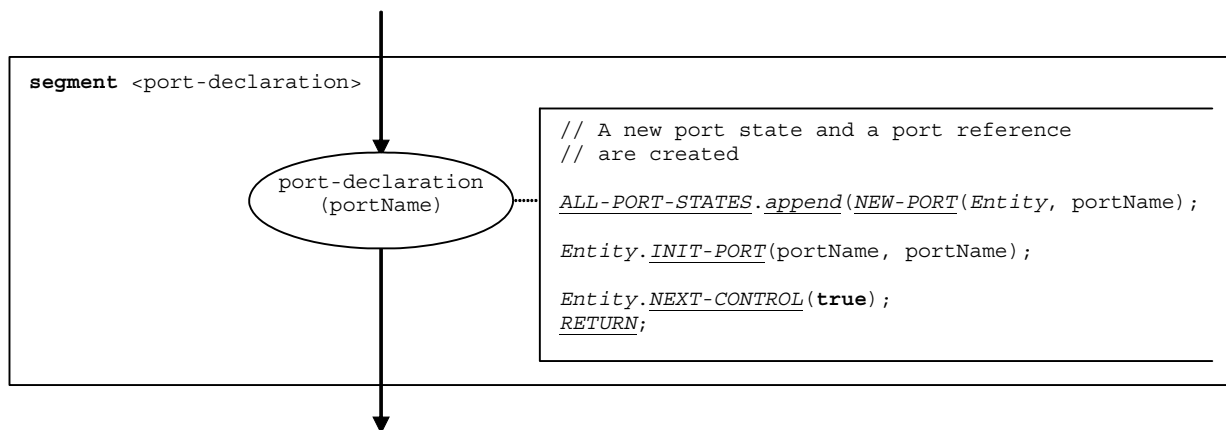 segment <port-declaration>
port-declaration
(portName)
// A new port state and a port reference
// are created
ALL-PORT-STATES.append(NEW-PORT(Entity, portName);
Entity.INIT-PORT(portName, portName);
Entity.NEXT-CONTROL(true);
RETURN;